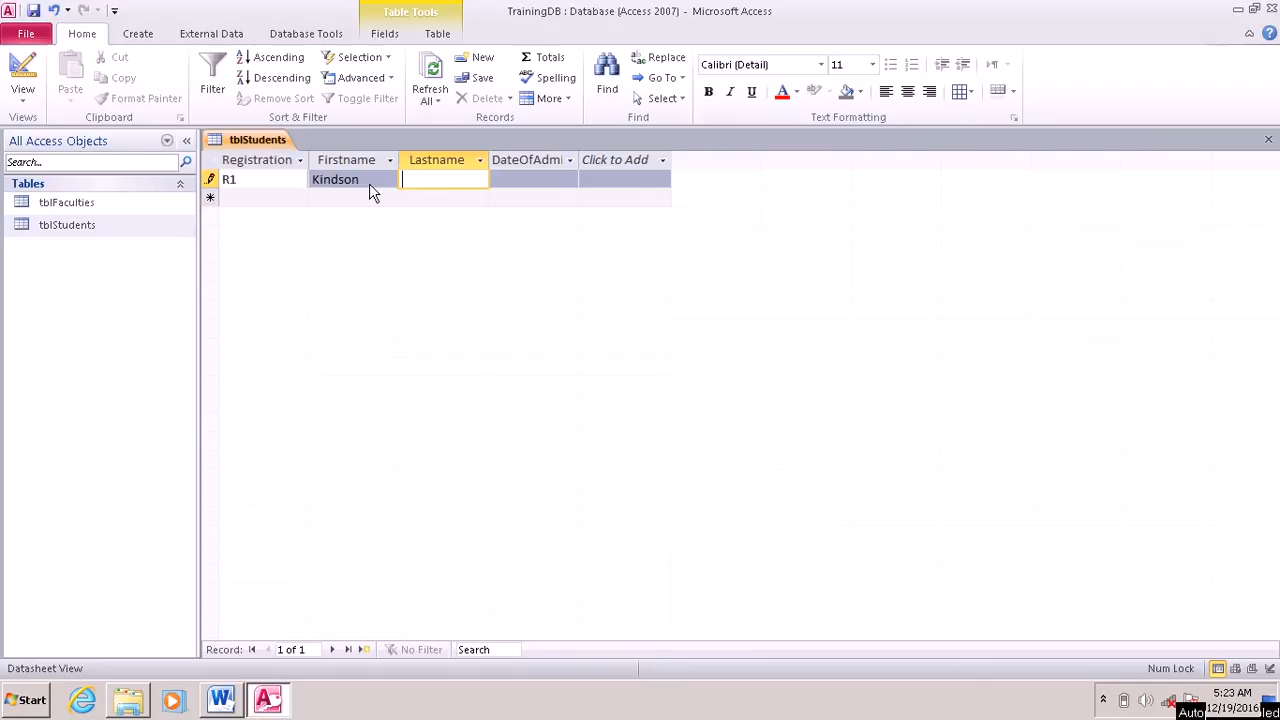 Table Tools
TrainingDB : Database (Access 2007) - Microsoft Access
File Home Create External Data Database Tools Fields Table
View
Views
Paste
Cut
Copy
Format Painter
Clipboard
Filter
Ascending
Descending
Remove Sort
Selection
Advanced
Toggle Filter
Sort & Filter
Refresh
All
New
Save
Delete
Totals
Spelling
More
Records
Find
Replace
Go To
Select
Find
Calibri (Detail) 11
B I U A
Text Formatting
All Access Objects
Search...
Tables
tblFaculties
tblStudents
tblStudents
Registration Firstname Lastname DateOfAdmi Click to Add
R1 Kindson
Record: 1 of 1 No Filter Search
Datasheet View
Num Lock
Start
5:23 AM
12/19/2016